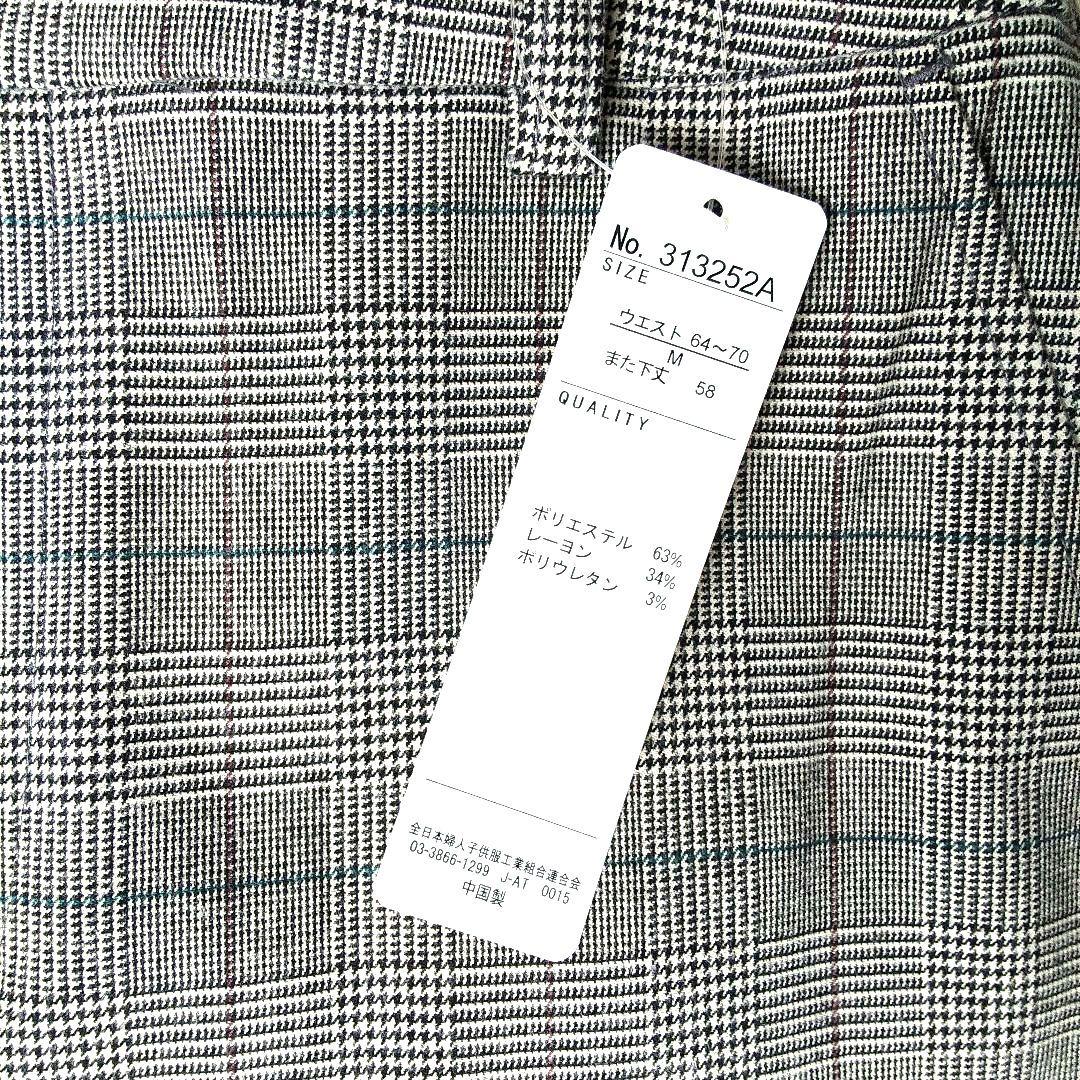 No. 313252A
SIZE
ウエスト 64〜70
M
また下丈 58
QUALITY
ポリエステル 63%
レーヨン 34%
ポリウレタン 3%
全日本婦人子供服工業組合連合会
03-3866-1299 J-AT 0015
中国製